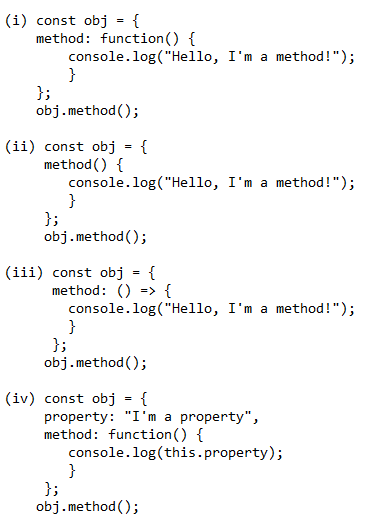 (i) const obj = {
method: function() {
console.log("Hello, I'm a method!");
}
};
obj.method();
(ii) const obj = {
method() {
console.log("Hello, I'm a method!");
}
};
obj.method();
(iii) const obj = {
method: () => {
console.log("Hello, I'm a method!");
}
};
obj.method();
(iv) const obj = {
property: "I'm a property",
method: function() {
console.log(this.property);
}
};
obj.method();